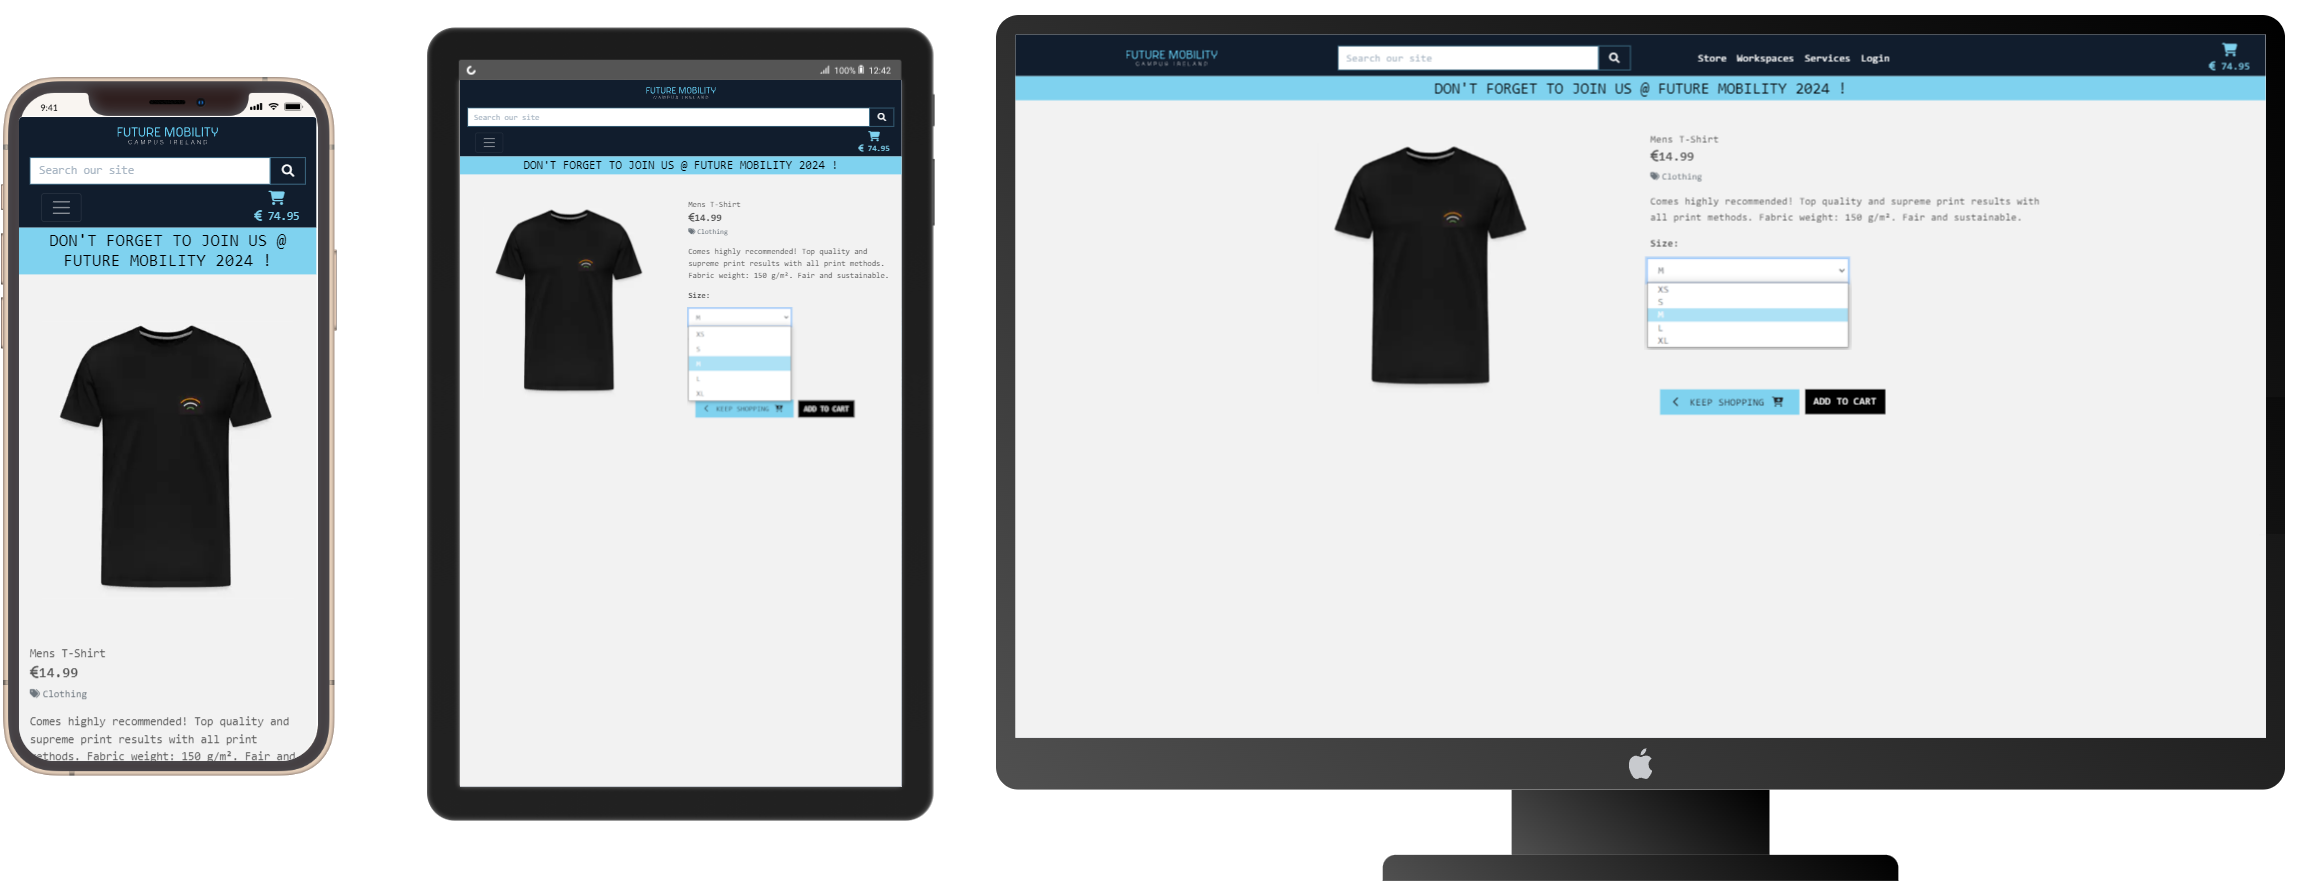 9:41
FUTURE MOBILITY
CAMPUS IRELAND
Search our site
€ 74.95
DON'T FORGET TO JOIN US @
FUTURE MOBILITY 2024 !
Mens T-Shirt
€14.99
Clothing
Comes highly recommended! Top quality and
supreme print results with all print
methods. Fabric weight: 150 g/m². Fair and
100% 12:42
FUTURE MOBILITY
CAMPUS IRELAND
Search our site
€ 74.95
DON'T FORGET TO JOIN US @ FUTURE MOBILITY 2024 !
Mens T-Shirt
€14.99
Clothing
Comes highly recommended! Top quality and
supreme print results with all print methods.
Fabric weight: 150 g/m². Fair and sustainable.
Size:
M
XS
S
M
L
XL
KEEP SHOPPING
ADD TO CART
FUTURE MOBILITY
CAMPUS IRELAND
Search our site
Store Workspaces Services Login
€ 74.95
DON'T FORGET TO JOIN US @ FUTURE MOBILITY 2024 !
Mens T-Shirt
€14.99
Clothing
Comes highly recommended! Top quality and supreme print results with
all print methods. Fabric weight: 150 g/m². Fair and sustainable.
Size:
M
XS
S
M
L
XL
KEEP SHOPPING
ADD TO CART